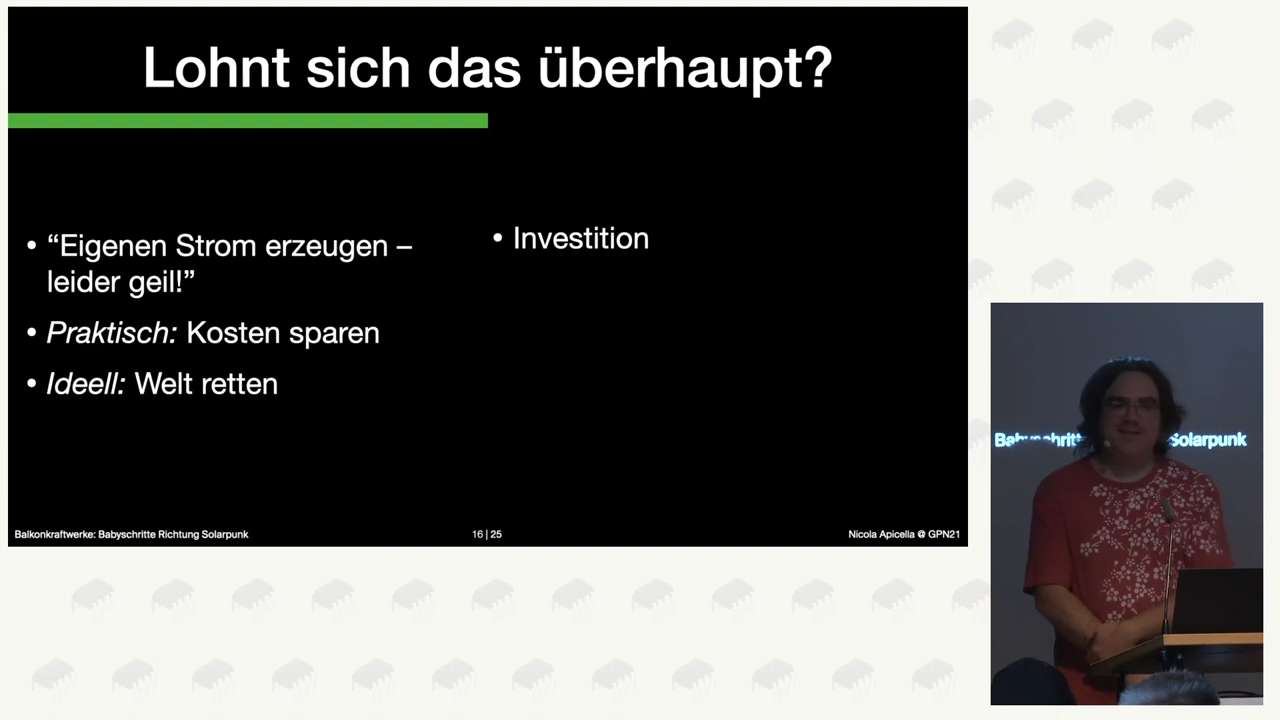 Lohnt sich das überhaupt?
• “Eigenen Strom erzeugen –
leider geil!”
• Praktisch: Kosten sparen
• Ideell: Welt retten
• Investition
Balkonkraftwerke: Babyschritte Richtung Solarpunk
16 | 25
Nicola Apicella @ GPN21
Babyschritt
Solarpunk